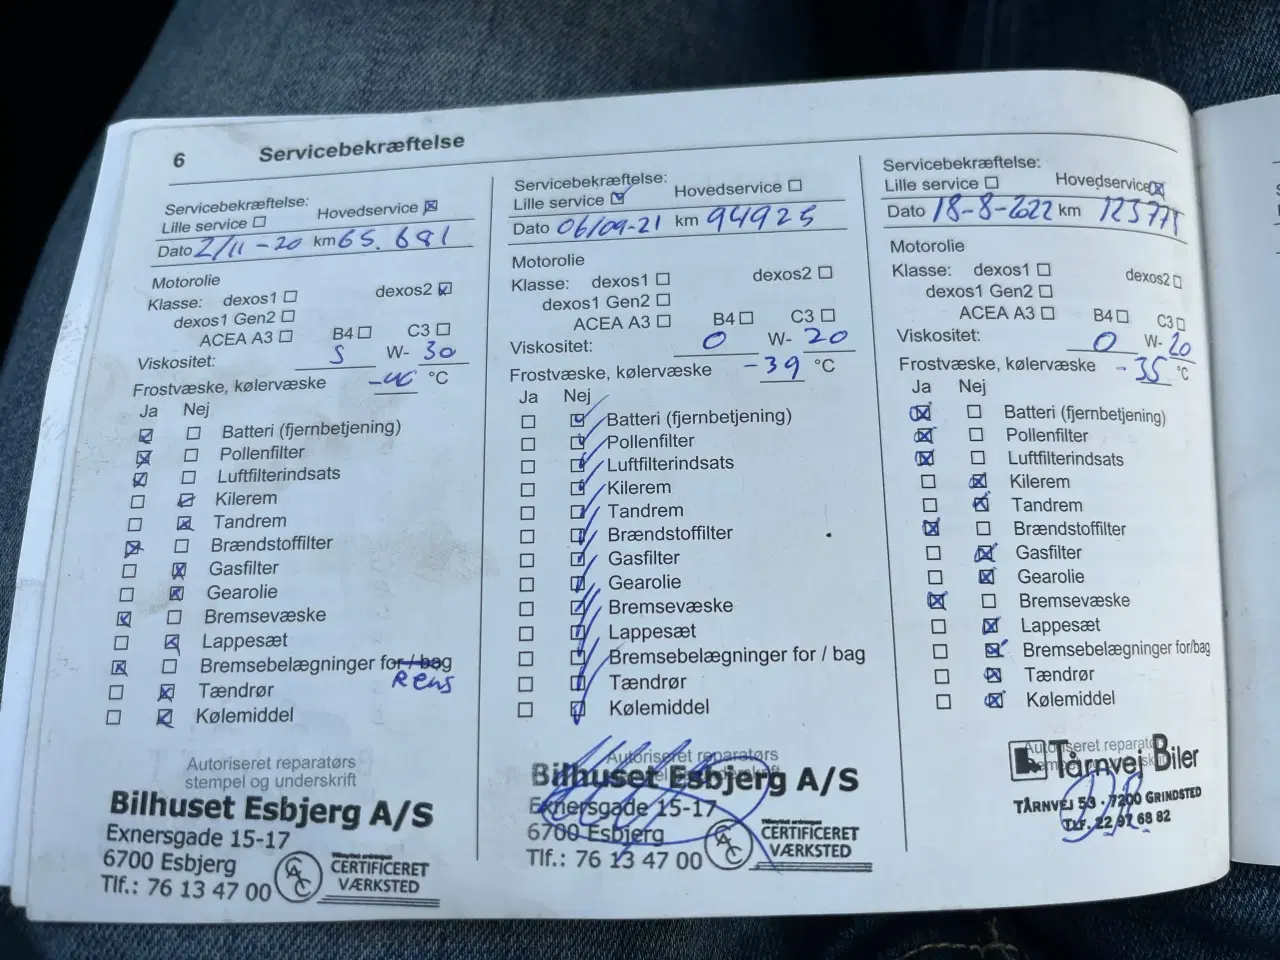 6 Servicebekræftelse
Servicebekræftelse:
Lille service ☐ Hovedservice ☒
Dato 2/11-20 km 65.681
Motorolie
Klasse: dexos1 ☐ dexos2 ☑
dexos1 Gen2 ☐
ACEA A3 ☐ B4 ☐ C3 ☐
Viskositet: 5 W- 30
Frostvæske, kølervæske °C
Ja Nej
☑ ☐ Batteri (fjernbetjening)
☒ ☐ Pollenfilter
☑ ☐ Luftfilterindsats
☐ ☑ Kilerem
☐ ☒ Tandrem
☒ ☐ Brændstoffilter
☐ ☒ Gasfilter
☐ ☒ Gearolie
☑ ☐ Bremsevæske
☐ ☒ Lappesæt
☒ ☐ Bremsebelægninger for / bag
Rens
☐ ☒ Tændrør
☐ ☑ Kølemiddel
Autoriseret reparatørs
stempel og underskrift
Bilhuset Esbjerg A/S
Exnersgade 15-17
6700 Esbjerg
Tlf.: 76 13 47 00
CAC
CERTIFICERET
VÆRKSTED
Servicebekræftelse:
Lille service ☑ Hovedservice ☐
Dato 06/09-21 km 94925
Motorolie
Klasse: dexos1 ☐ dexos2 ☐
dexos1 Gen2 ☐
ACEA A3 ☐ B4 ☐ C3 ☐
Viskositet: 0 W- 20
Frostvæske, kølervæske -39 °C
Ja Nej
☐ ☑ Batteri (fjernbetjening)
☐ ☑ Pollenfilter
☐ ☑ Luftfilterindsats
☐ ☑ Kilerem
☐ ☑ Tandrem
☐ ☑ Brændstoffilter
☐ ☑ Gasfilter
☐ ☑ Gearolie
☐ ☑ Bremsevæske
☐ ☑ Lappesæt
☐ ☑ Bremsebelægninger for / bag
☐ ☑ Tændrør
☐ ☑ Kølemiddel
Autoriseret reparatørs
Bilhuset Esbjerg A/S
Exnersgade 15-17
6700 Esbjerg
Tlf.: 76 13 47 00
CAC
CERTIFICERET
VÆRKSTED
Servicebekræftelse:
Lille service ☐ Hovedservice ☒
Dato 18-8-2022 km
Motorolie
Klasse: dexos1 ☐ dexos2 ☐
dexos1 Gen2 ☐
ACEA A3 ☐ B4 ☐ C3 ☐
Viskositet: 0 W- 20
Frostvæske, kølervæske -35 °C
Ja Nej
☒ ☐ Batteri (fjernbetjening)
☒ ☐ Pollenfilter
☒ ☐ Luftfilterindsats
☐ ☒ Kilerem
☐ ☒ Tandrem
☒ ☐ Brændstoffilter
☐ ☒ Gasfilter
☐ ☒ Gearolie
☒ ☐ Bremsevæske
☐ ☒ Lappesæt
☐ ☒ Bremsebelægninger for/bag
☐ ☒ Tændrør
☐ ☒ Kølemiddel
Tårnvej Biler
TÅRNVEJ 53 · 7200 GRINDSTED
TLF. 22 97 68 82